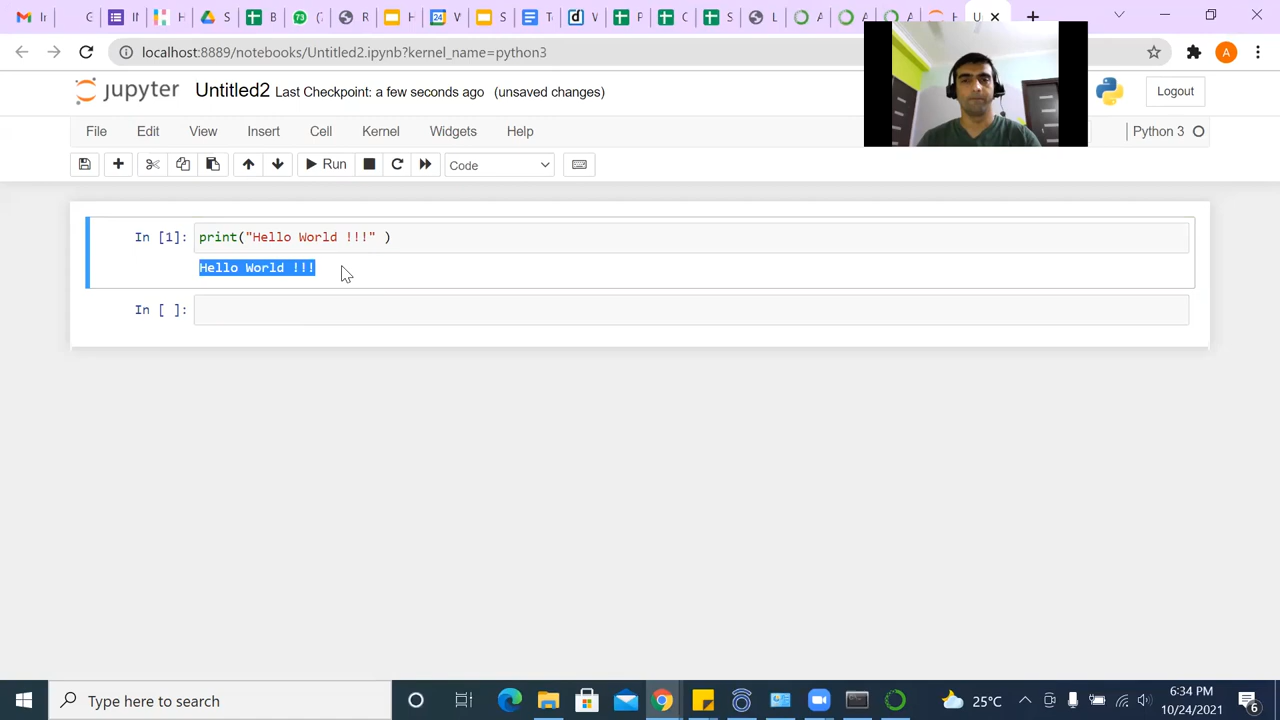 localhost:8889/notebooks/Untitled2.ipynb?kernel_name=python3
A
jupyter Untitled2 Last Checkpoint: a few seconds ago (unsaved changes)
Logout
File Edit View Insert Cell Kernel Widgets Help
Python 3
Run
Code
In [1]: print("Hello World !!!" )
Hello World !!!
In [ ]:
Type here to search
25°C
6:34 PM
10/24/2021
6